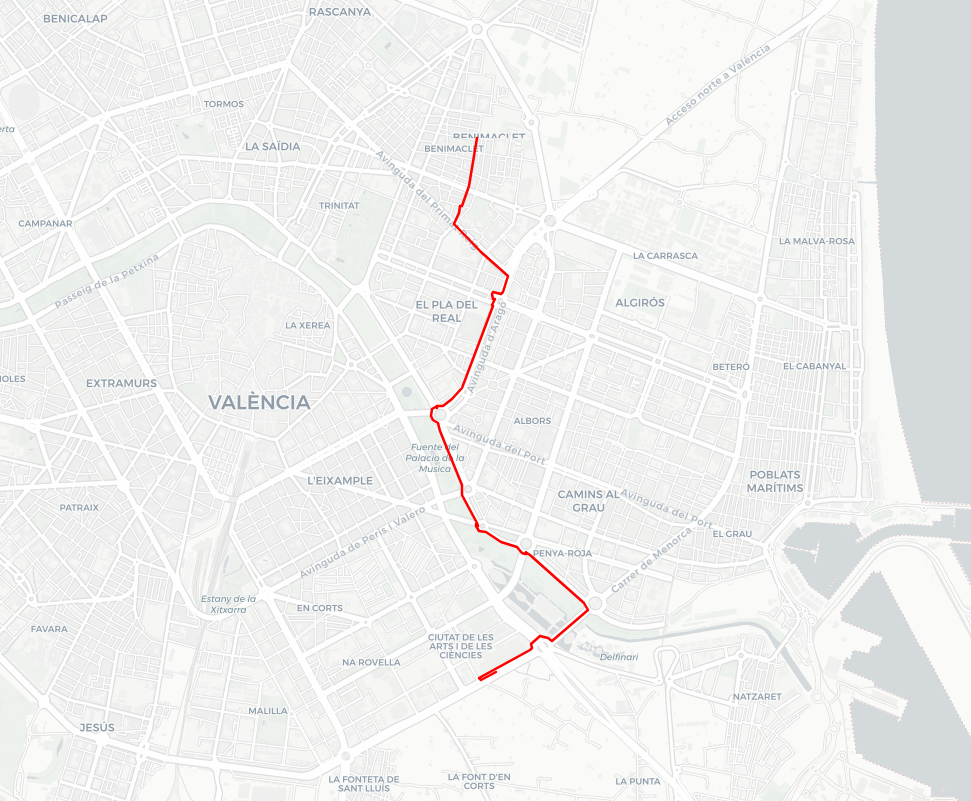 RASCANYA
BENICALAP
Acceso norte a València
TORMOS
erta
BENIMACLET
BENIMACLET
LA SAÏDIA
Avinguda del Prime
TRINITAT
CAMPANAR
LA MALVA-ROSA
LA CARRASCA
Passeig de la Petxina
EL PLA DEL
REAL
ALGIRÓS
LA XEREA
Avinguda d'Aragó
BETERÓ
EL CABANYAL
OLES
EXTRAMURS
VALÈNCIA
ALBORS
Avinguda del Port
Fuente del
Palacio de la
Musica
L'EIXAMPLE
POBLATS
MARÍTIMS
CAMINS AL
GRAU
Avinguda del Port
PATRAIX
Avinguda de Peris i Valero
EL GRAU
PENYA-ROJA
Carrer de Menorca
Estany de la
Xitxarra
EN CORTS
FAVARA
CIUTAT DE LES
ARTS I DE LES
CIÈNCIES
NA ROVELLA
Delfinari
NATZARET
MALILLA
JESÚS
LA FONTETA DE
SANT LLUÍS
LA FONT D'EN
CORTS
LA PUNTA